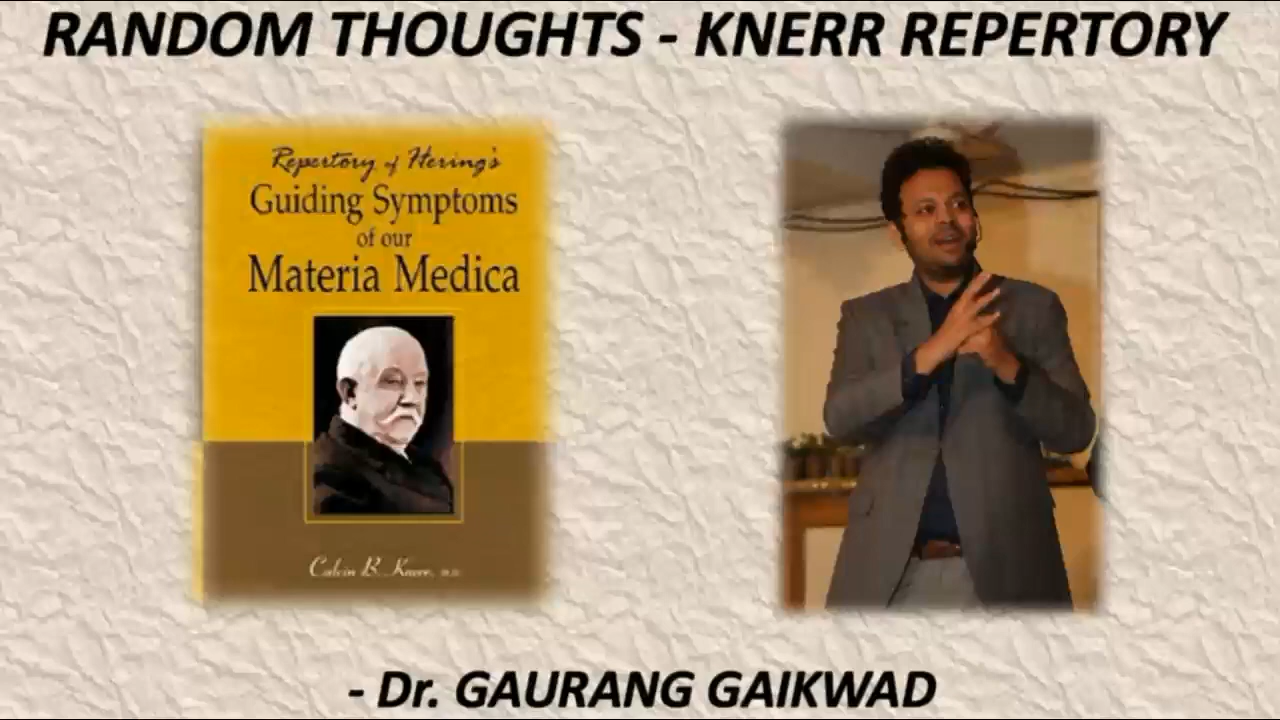 RANDOM THOUGHTS - KNERR REPERTORY
Repertory of Hering's
Guiding Symptoms
of our
Materia Medica
Calvin B. Knerr, M.D.
- Dr. GAURANG GAIKWAD